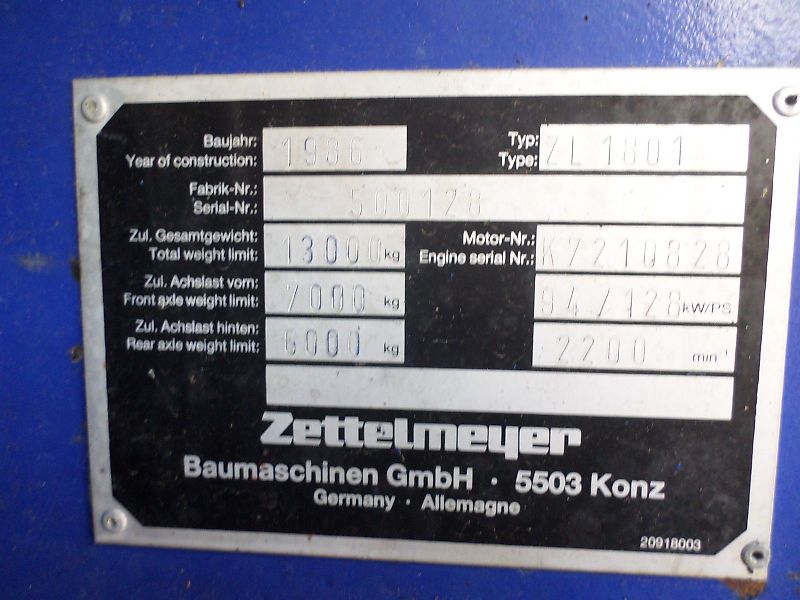 Baujahr: 1986 Typ: ZL 1801
Year of construction: Type:
Fabrik-Nr.: 500128
Serial-Nr.:
Zul. Gesamtgewicht: 13000 kg Motor-Nr.: K7210828
Total weight limit: Engine serial Nr.:
Zul. Achslast vorn: 7000 kg 94/128 kW/PS
Front axle weight limit:
Zul. Achslast hinten: 6000 kg 2200 min⁻¹
Rear axle weight limit:
Zettelmeyer
Baumaschinen GmbH · 5503 Konz
Germany · Allemagne
20918003